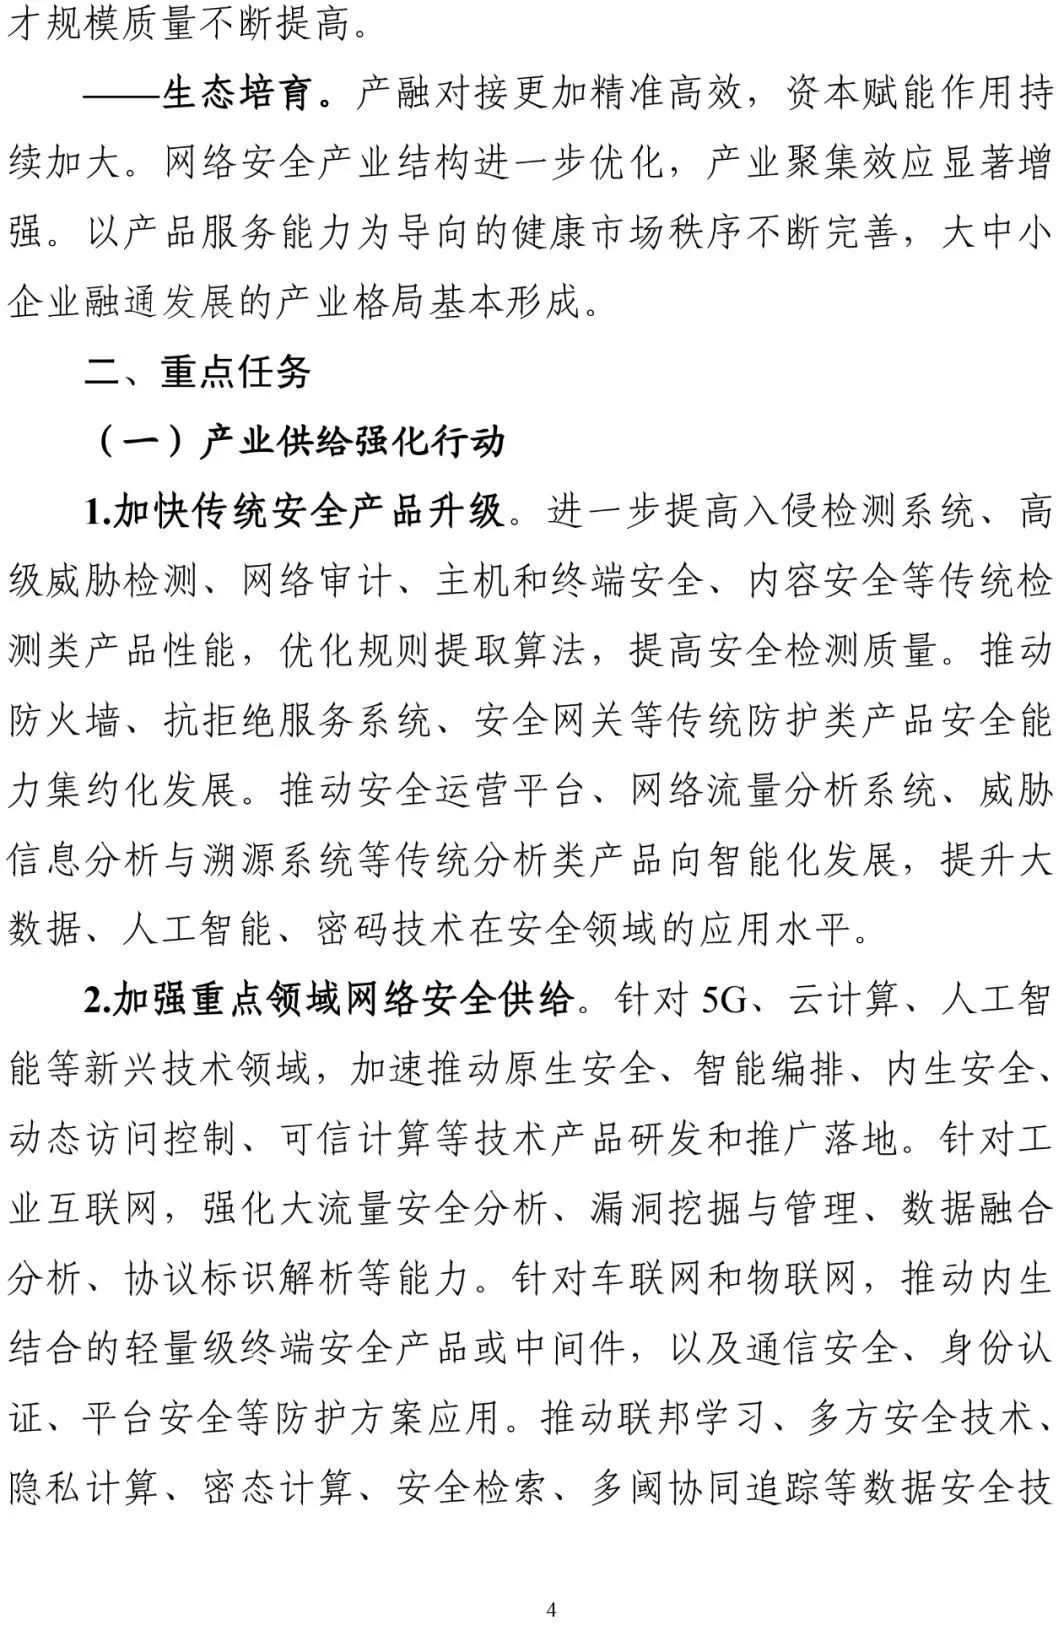 才规模质量不断提高。
——生态培育。产融对接更加精准高效，资本赋能作用持
续加大。网络安全产业结构进一步优化，产业聚集效应显著增
强。以产品服务能力为导向的健康市场秩序不断完善，大中小
企业融通发展的产业格局基本形成。
二、重点任务
（一）产业供给强化行动
1.加快传统安全产品升级。进一步提高入侵检测系统、高
级威胁检测、网络审计、主机和终端安全、内容安全等传统检
测类产品性能，优化规则提取算法，提高安全检测质量。推动
防火墙、抗拒绝服务系统、安全网关等传统防护类产品安全能
力集约化发展。推动安全运营平台、网络流量分析系统、威胁
信息分析与溯源系统等传统分析类产品向智能化发展，提升大
数据、人工智能、密码技术在安全领域的应用水平。
2.加强重点领域网络安全供给。针对 5G、云计算、人工智
能等新兴技术领域，加速推动原生安全、智能编排、内生安全、
动态访问控制、可信计算等技术产品研发和推广落地。针对工
业互联网，强化大流量安全分析、漏洞挖掘与管理、数据融合
分析、协议标识解析等能力。针对车联网和物联网，推动内生
结合的轻量级终端安全产品或中间件，以及通信安全、身份认
证、平台安全等防护方案应用。推动联邦学习、多方安全技术、
隐私计算、密态计算、安全检索、多阈协同追踪等数据安全技
4